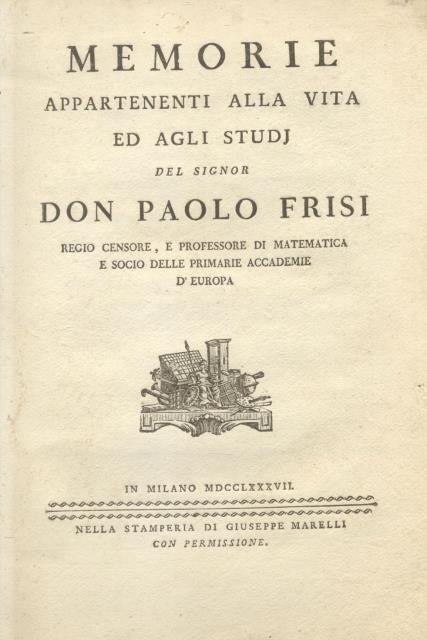 MEMORIE
APPARTENENTI ALLA VITA
ED AGLI STUDJ
DEL SIGNOR
DON PAOLO FRISI
REGIO CENSORE, E PROFESSORE DI MATEMATICA
E SOCIO DELLE PRIMARIE ACCADEMIE
D' EUROPA
IN MILANO MDCCLXXXVII.
NELLA STAMPERIA DI GIUSEPPE MARELLI
CON PERMISSIONE.